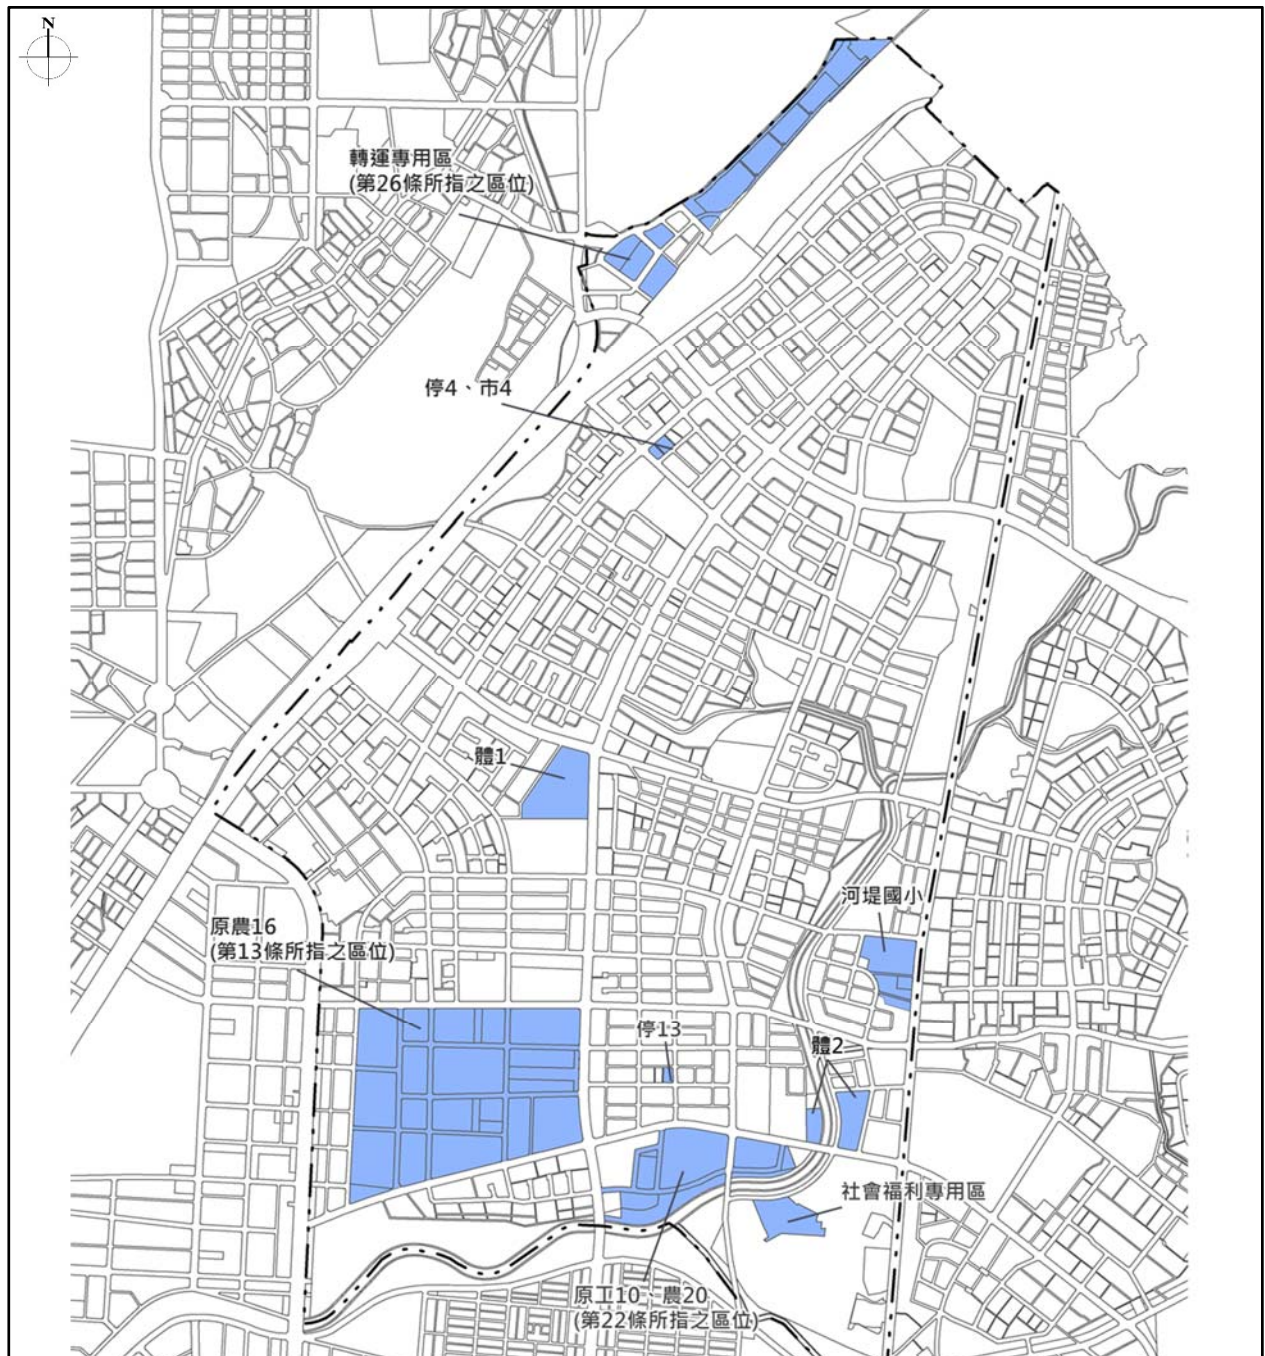 N
轉運專用區
(第26條所指之區位)
停4、市4
體1
河堤國小
原農16
(第13條所指之區位)
停13
體2
社會福利專用區
原工10、農20
(第22條所指之區位)